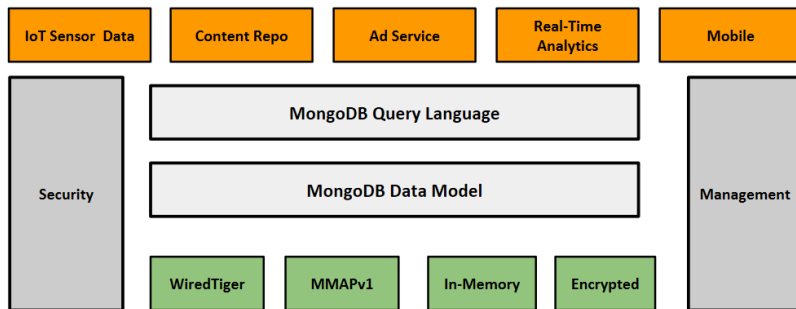 IoT Sensor Data
Content Repo
Ad Service
Real-Time
Analytics
Mobile
Security
MongoDB Query Language
MongoDB Data Model
Management
WiredTiger
MMAPv1
In-Memory
Encrypted